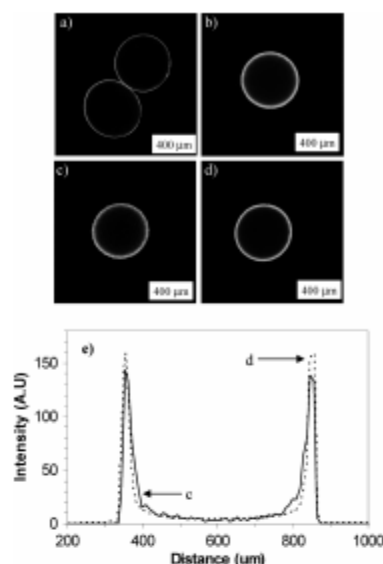 a)
b)
400 µm
400 µm
c)
d)
400 µm
400 µm
e)
d
c
150
100
50
0
Intensity (A.U)
200 400 600 800 1000
Distance (um)